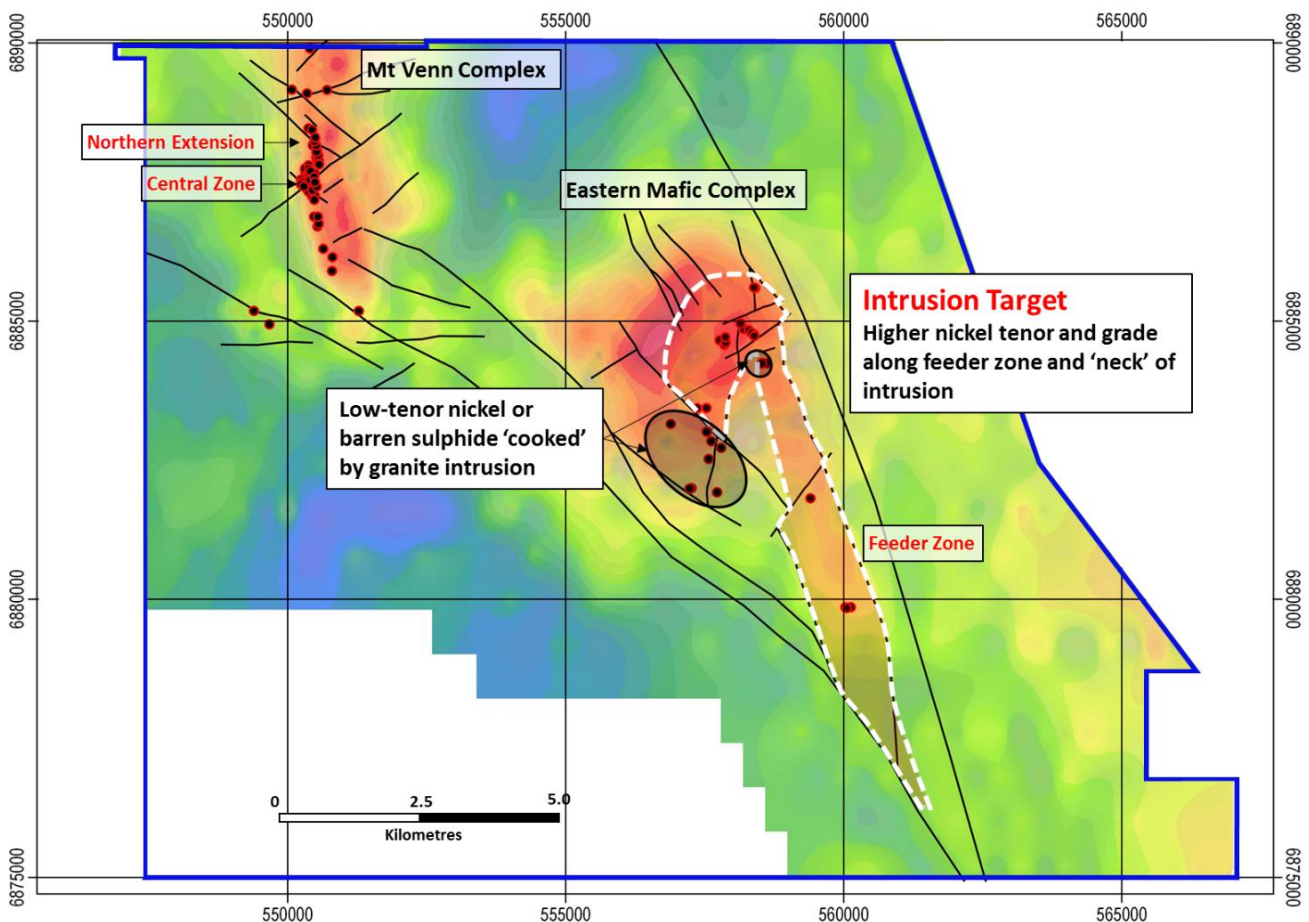 550000
555000
560000
565000
6890000
6890000
Mt Venn Complex
Northern Extension
Central Zone
Eastern Mafic Complex
Intrusion Target
Higher nickel tenor and grade
along feeder zone and ‘neck’ of
intrusion
6885000
6885000
Low-tenor nickel or
barren sulphide ‘cooked’
by granite intrusion
Feeder Zone
6880000
6880000
0
2.5
5.0
Kilometres
6875000
6875000
550000
555000
560000
565000